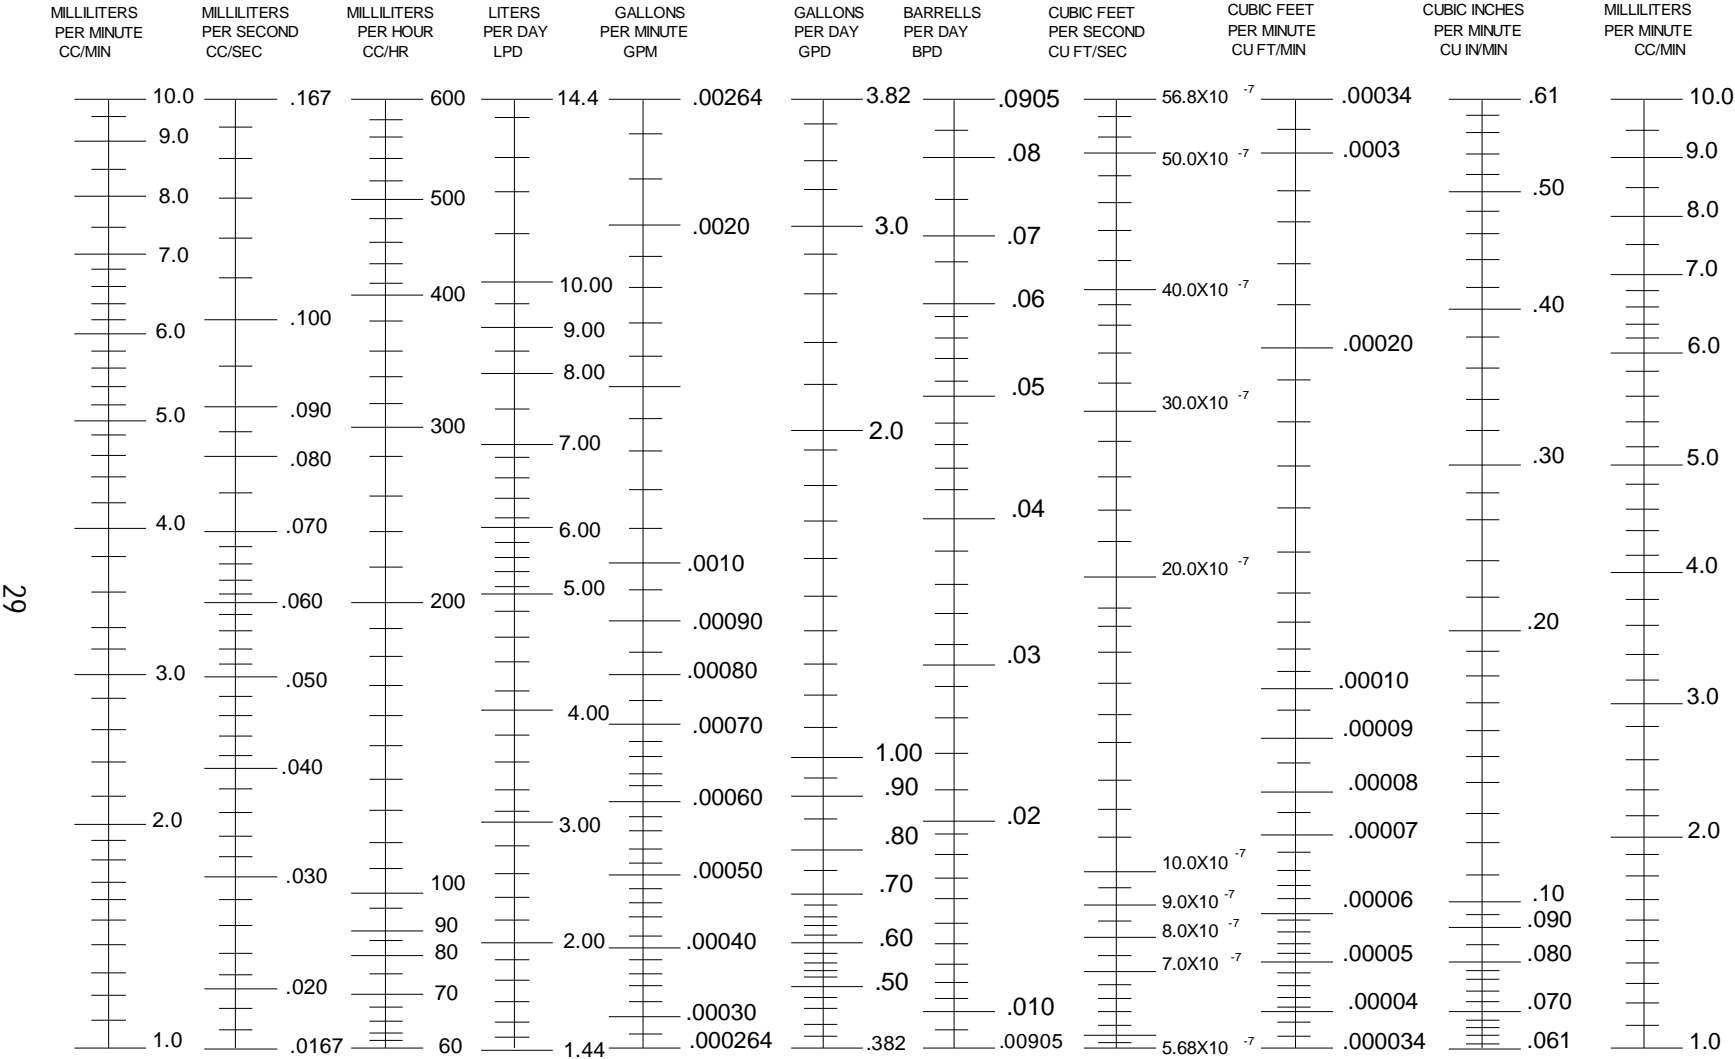 MILLILITERS
PER MINUTE
CC/MIN
MILLILITERS
PER SECOND
CC/SEC
MILLILITERS
PER HOUR
CC/HR
LITERS
PER DAY
LPD
GALLONS
PER MINUTE
GPM
GALLONS
PER DAY
GPD
BARRELLS
PER DAY
BPD
CUBIC FEET
PER SECOND
CU FT/SEC
CUBIC FEET
PER MINUTE
CU FT/MIN
CUBIC INCHES
PER MINUTE
CU IN/MIN
MILLILITERS
PER MINUTE
CC/MIN
10.0
9.0
8.0
7.0
6.0
5.0
4.0
3.0
2.0
1.0
.167
.100
.090
.080
.070
.060
.050
.040
.030
.020
.0167
600
500
400
300
200
100
90
80
70
60
14.4
10.00
9.00
8.00
7.00
6.00
5.00
4.00
3.00
2.00
1.44
.00264
.0020
.0010
.00090
.00080
.00070
.00060
.00050
.00040
.00030
.000264
3.82
3.0
2.0
1.00
.90
.80
.70
.60
.50
.382
.0905
.08
.07
.06
.05
.04
.03
.02
.010
.00905
56.8X10 -7
50.0X10 -7
40.0X10 -7
30.0X10 -7
20.0X10 -7
10.0X10 -7
9.0X10 -7
8.0X10 -7
7.0X10 -7
5.68X10 -7
.00034
.0003
.00020
.00010
.00009
.00008
.00007
.00006
.00005
.00004
.000034
.61
.50
.40
.30
.20
.10
.090
.080
.070
.061
10.0
9.0
8.0
7.0
6.0
5.0
4.0
3.0
2.0
1.0
29